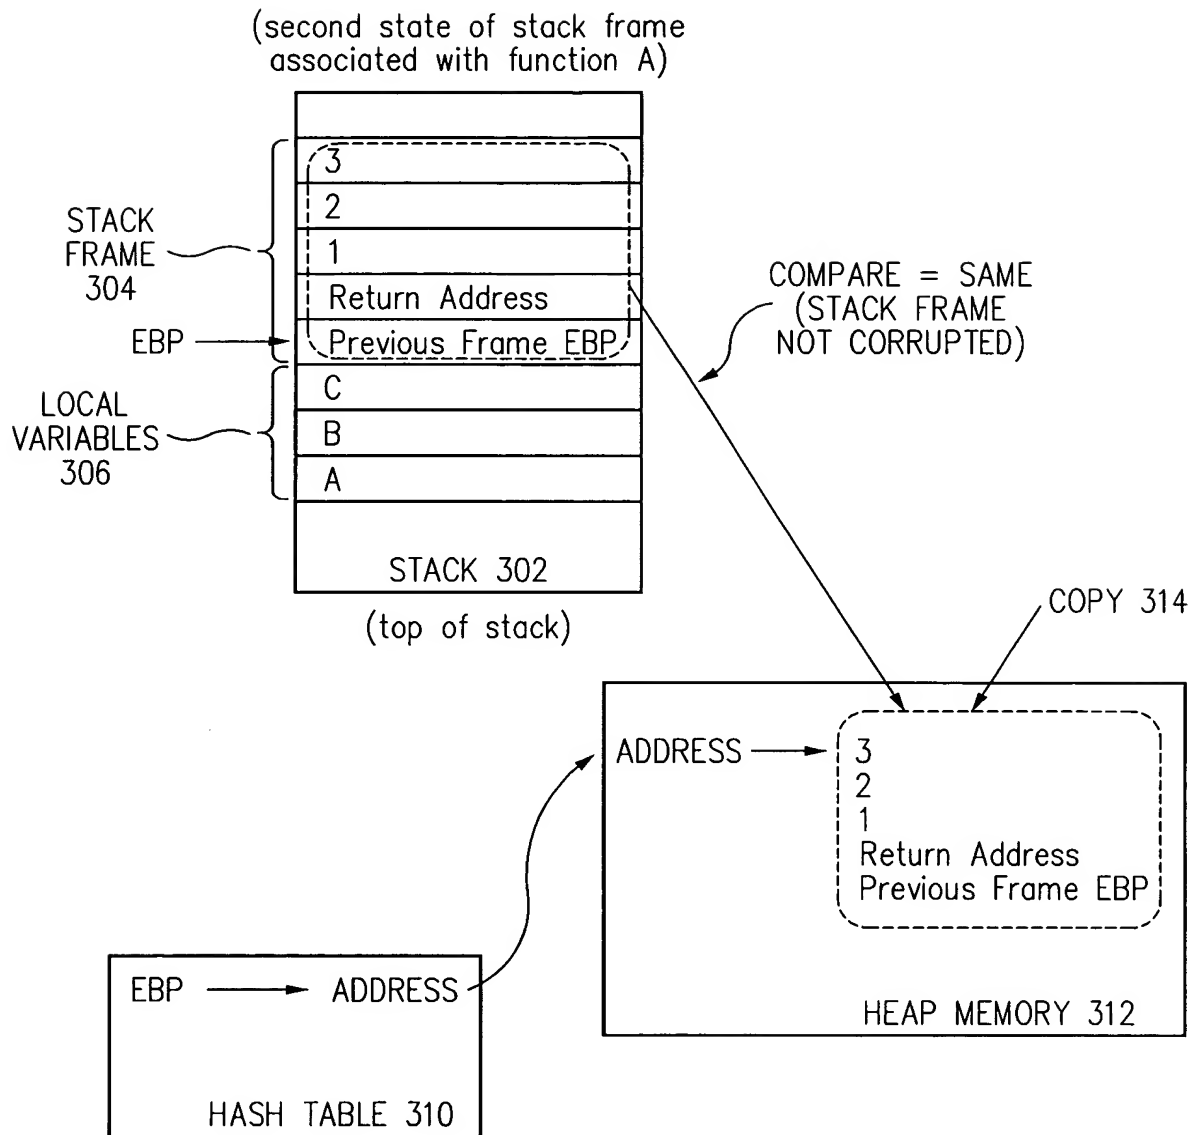 (second state of stack frame
associated with function A)
3
2
1
Return Address
Previous Frame EBP
C
B
A
STACK 302
(top of stack)
STACK
FRAME
304
EBP
LOCAL
VARIABLES
306
COMPARE = SAME
(STACK FRAME
NOT CORRUPTED)
COPY 314
ADDRESS
3
2
1
Return Address
Previous Frame EBP
HEAP MEMORY 312
EBP
ADDRESS
HASH TABLE 310